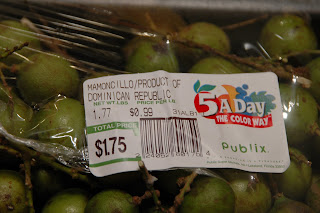 MAMONCILLO/PRODUCT OF
DOMINICAN REPUBLIC
NET WT LBS PRICE PER LB
1.77 $0.99 31ALB1
TOTAL PRICE
$1.75
5 A Day
THE COLOR WAY
Publix